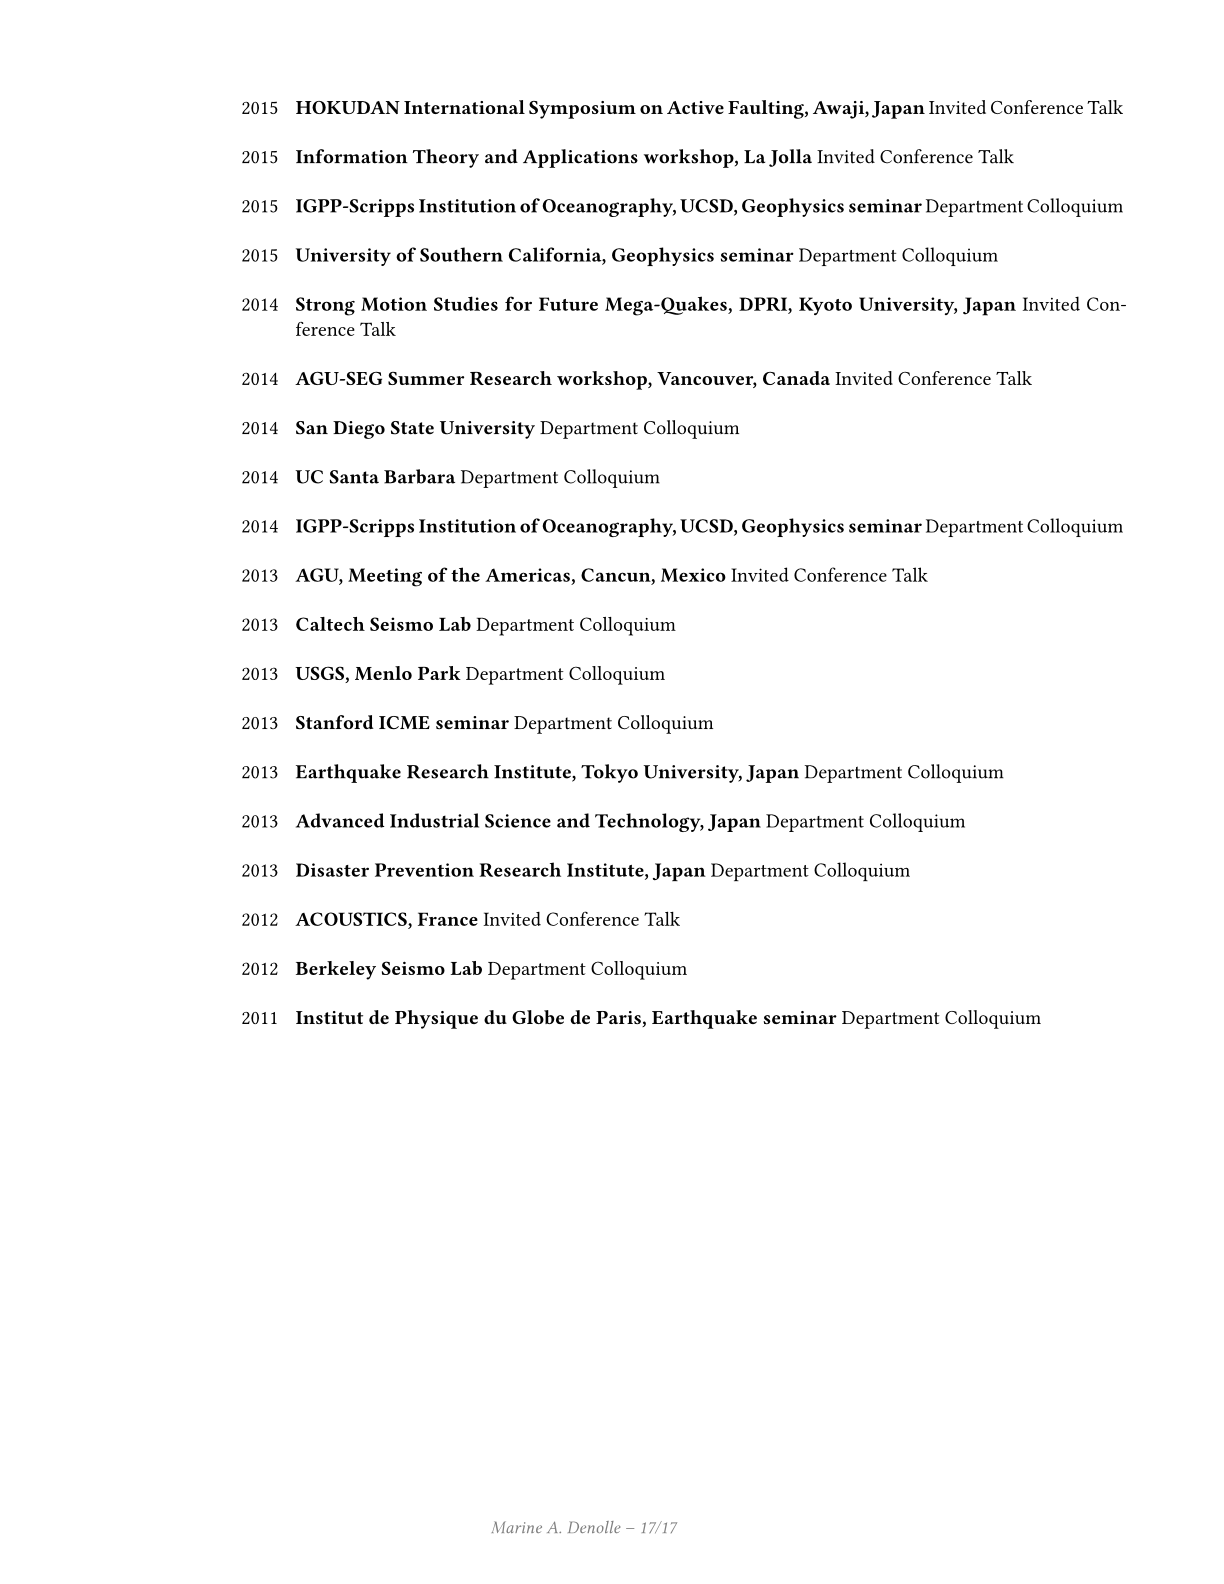 2015 HOKUDAN International Symposium on Active Faulting, Awaji, Japan Invited Conference Talk
2015 Information Theory and Applications workshop, La Jolla Invited Conference Talk
2015 IGPP-Scripps Institution of Oceanography, UCSD, Geophysics seminar Department Colloquium
2015 University of Southern California, Geophysics seminar Department Colloquium
2014 Strong Motion Studies for Future Mega-Quakes, DPRI, Kyoto University, Japan Invited Con-
ference Talk
2014 AGU-SEG Summer Research workshop, Vancouver, Canada Invited Conference Talk
2014 San Diego State University Department Colloquium
2014 UC Santa Barbara Department Colloquium
2014 IGPP-Scripps Institution of Oceanography, UCSD, Geophysics seminar Department Colloquium
2013 AGU, Meeting of the Americas, Cancun, Mexico Invited Conference Talk
2013 Caltech Seismo Lab Department Colloquium
2013 USGS, Menlo Park Department Colloquium
2013 Stanford ICME seminar Department Colloquium
2013 Earthquake Research Institute, Tokyo University, Japan Department Colloquium
2013 Advanced Industrial Science and Technology, Japan Department Colloquium
2013 Disaster Prevention Research Institute, Japan Department Colloquium
2012 ACOUSTICS, France Invited Conference Talk
2012 Berkeley Seismo Lab Department Colloquium
2011 Institut de Physique du Globe de Paris, Earthquake seminar Department Colloquium
Marine A. Denolle – 17/17